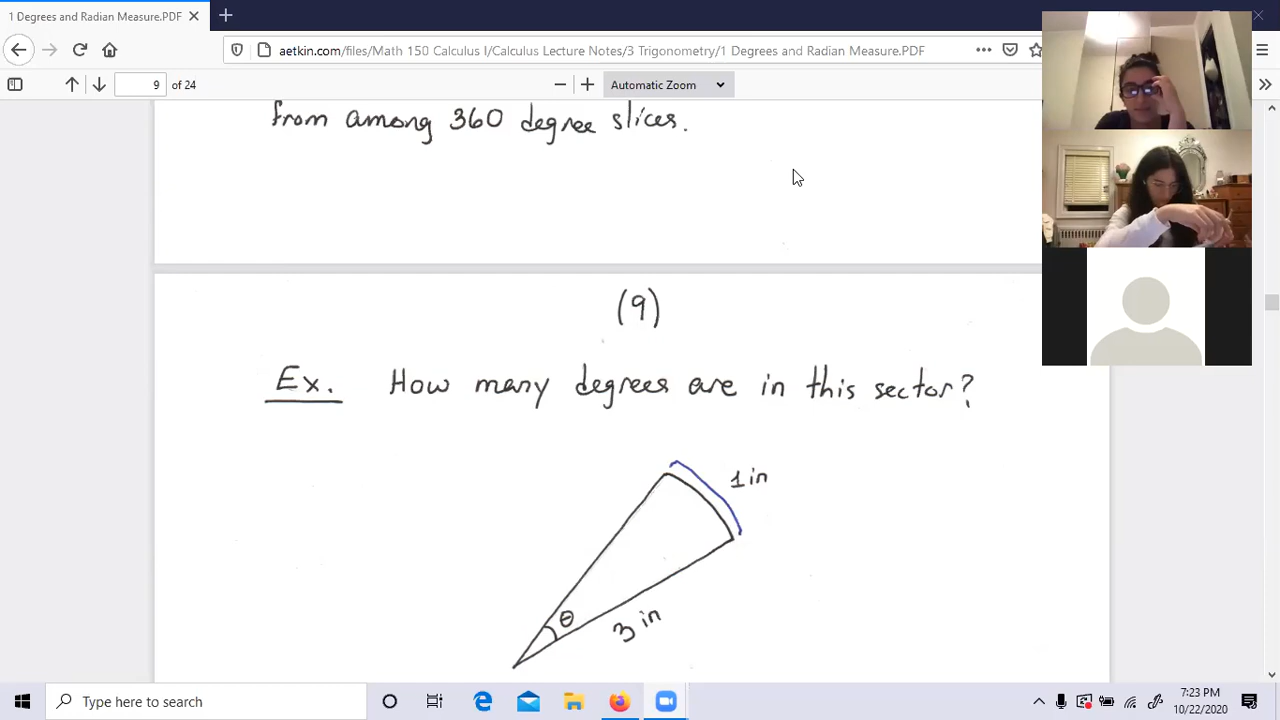 1 Degrees and Radian Measure.PDF
aetkin.com/files/Math 150 Calculus I/Calculus Lecture Notes/3 Trigonometry/1 Degrees and Radian Measure.PDF
9 of 24
Automatic Zoom
from among 360 degree slices.
(9)
Ex. How many degrees are in this sector?
1 in
θ
3 in
Type here to search
7:23 PM
10/22/2020